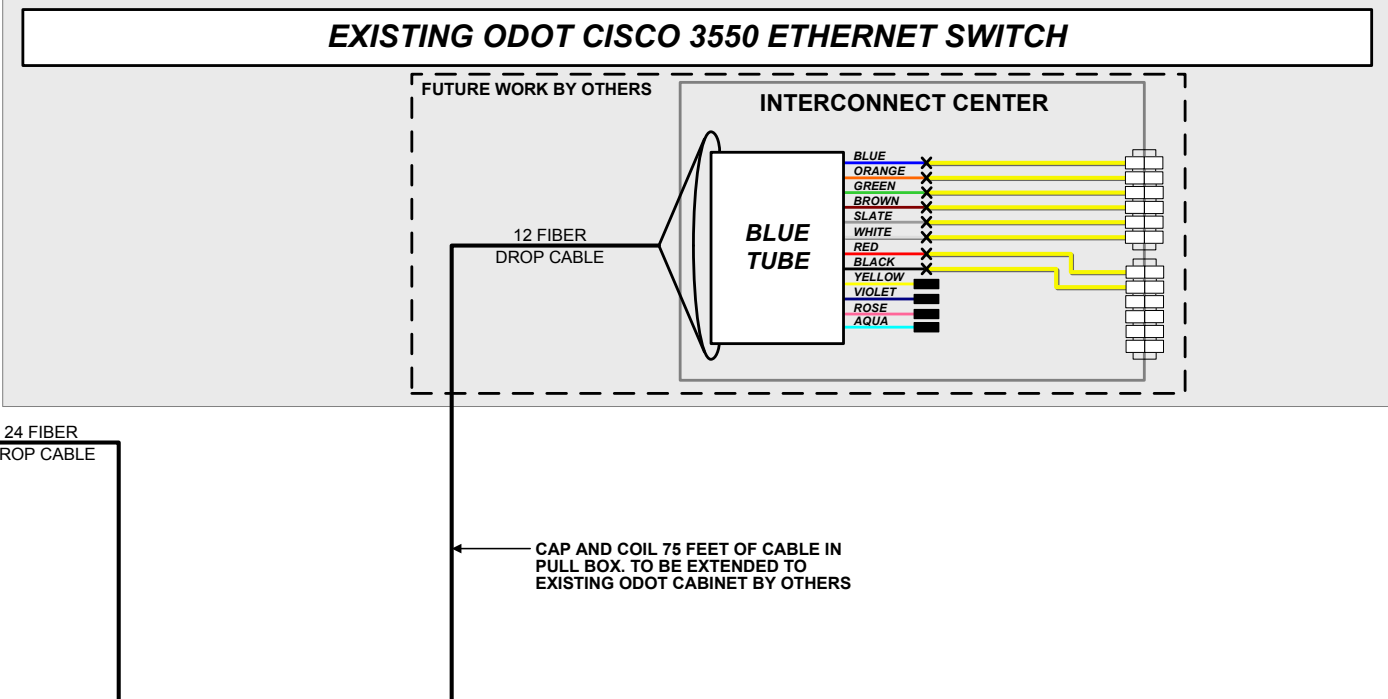 EXISTING ODOT CISCO 3550 ETHERNET SWITCH
FUTURE WORK BY OTHERS
INTERCONNECT CENTER
BLUE
ORANGE
GREEN
BROWN
SLATE
WHITE
RED
BLACK
YELLOW
VIOLET
ROSE
AQUA
BLUE
TUBE
12 FIBER
DROP CABLE
24 FIBER
ROP CABLE
CAP AND COIL 75 FEET OF CABLE IN
PULL BOX. TO BE EXTENDED TO
EXISTING ODOT CABINET BY OTHERS